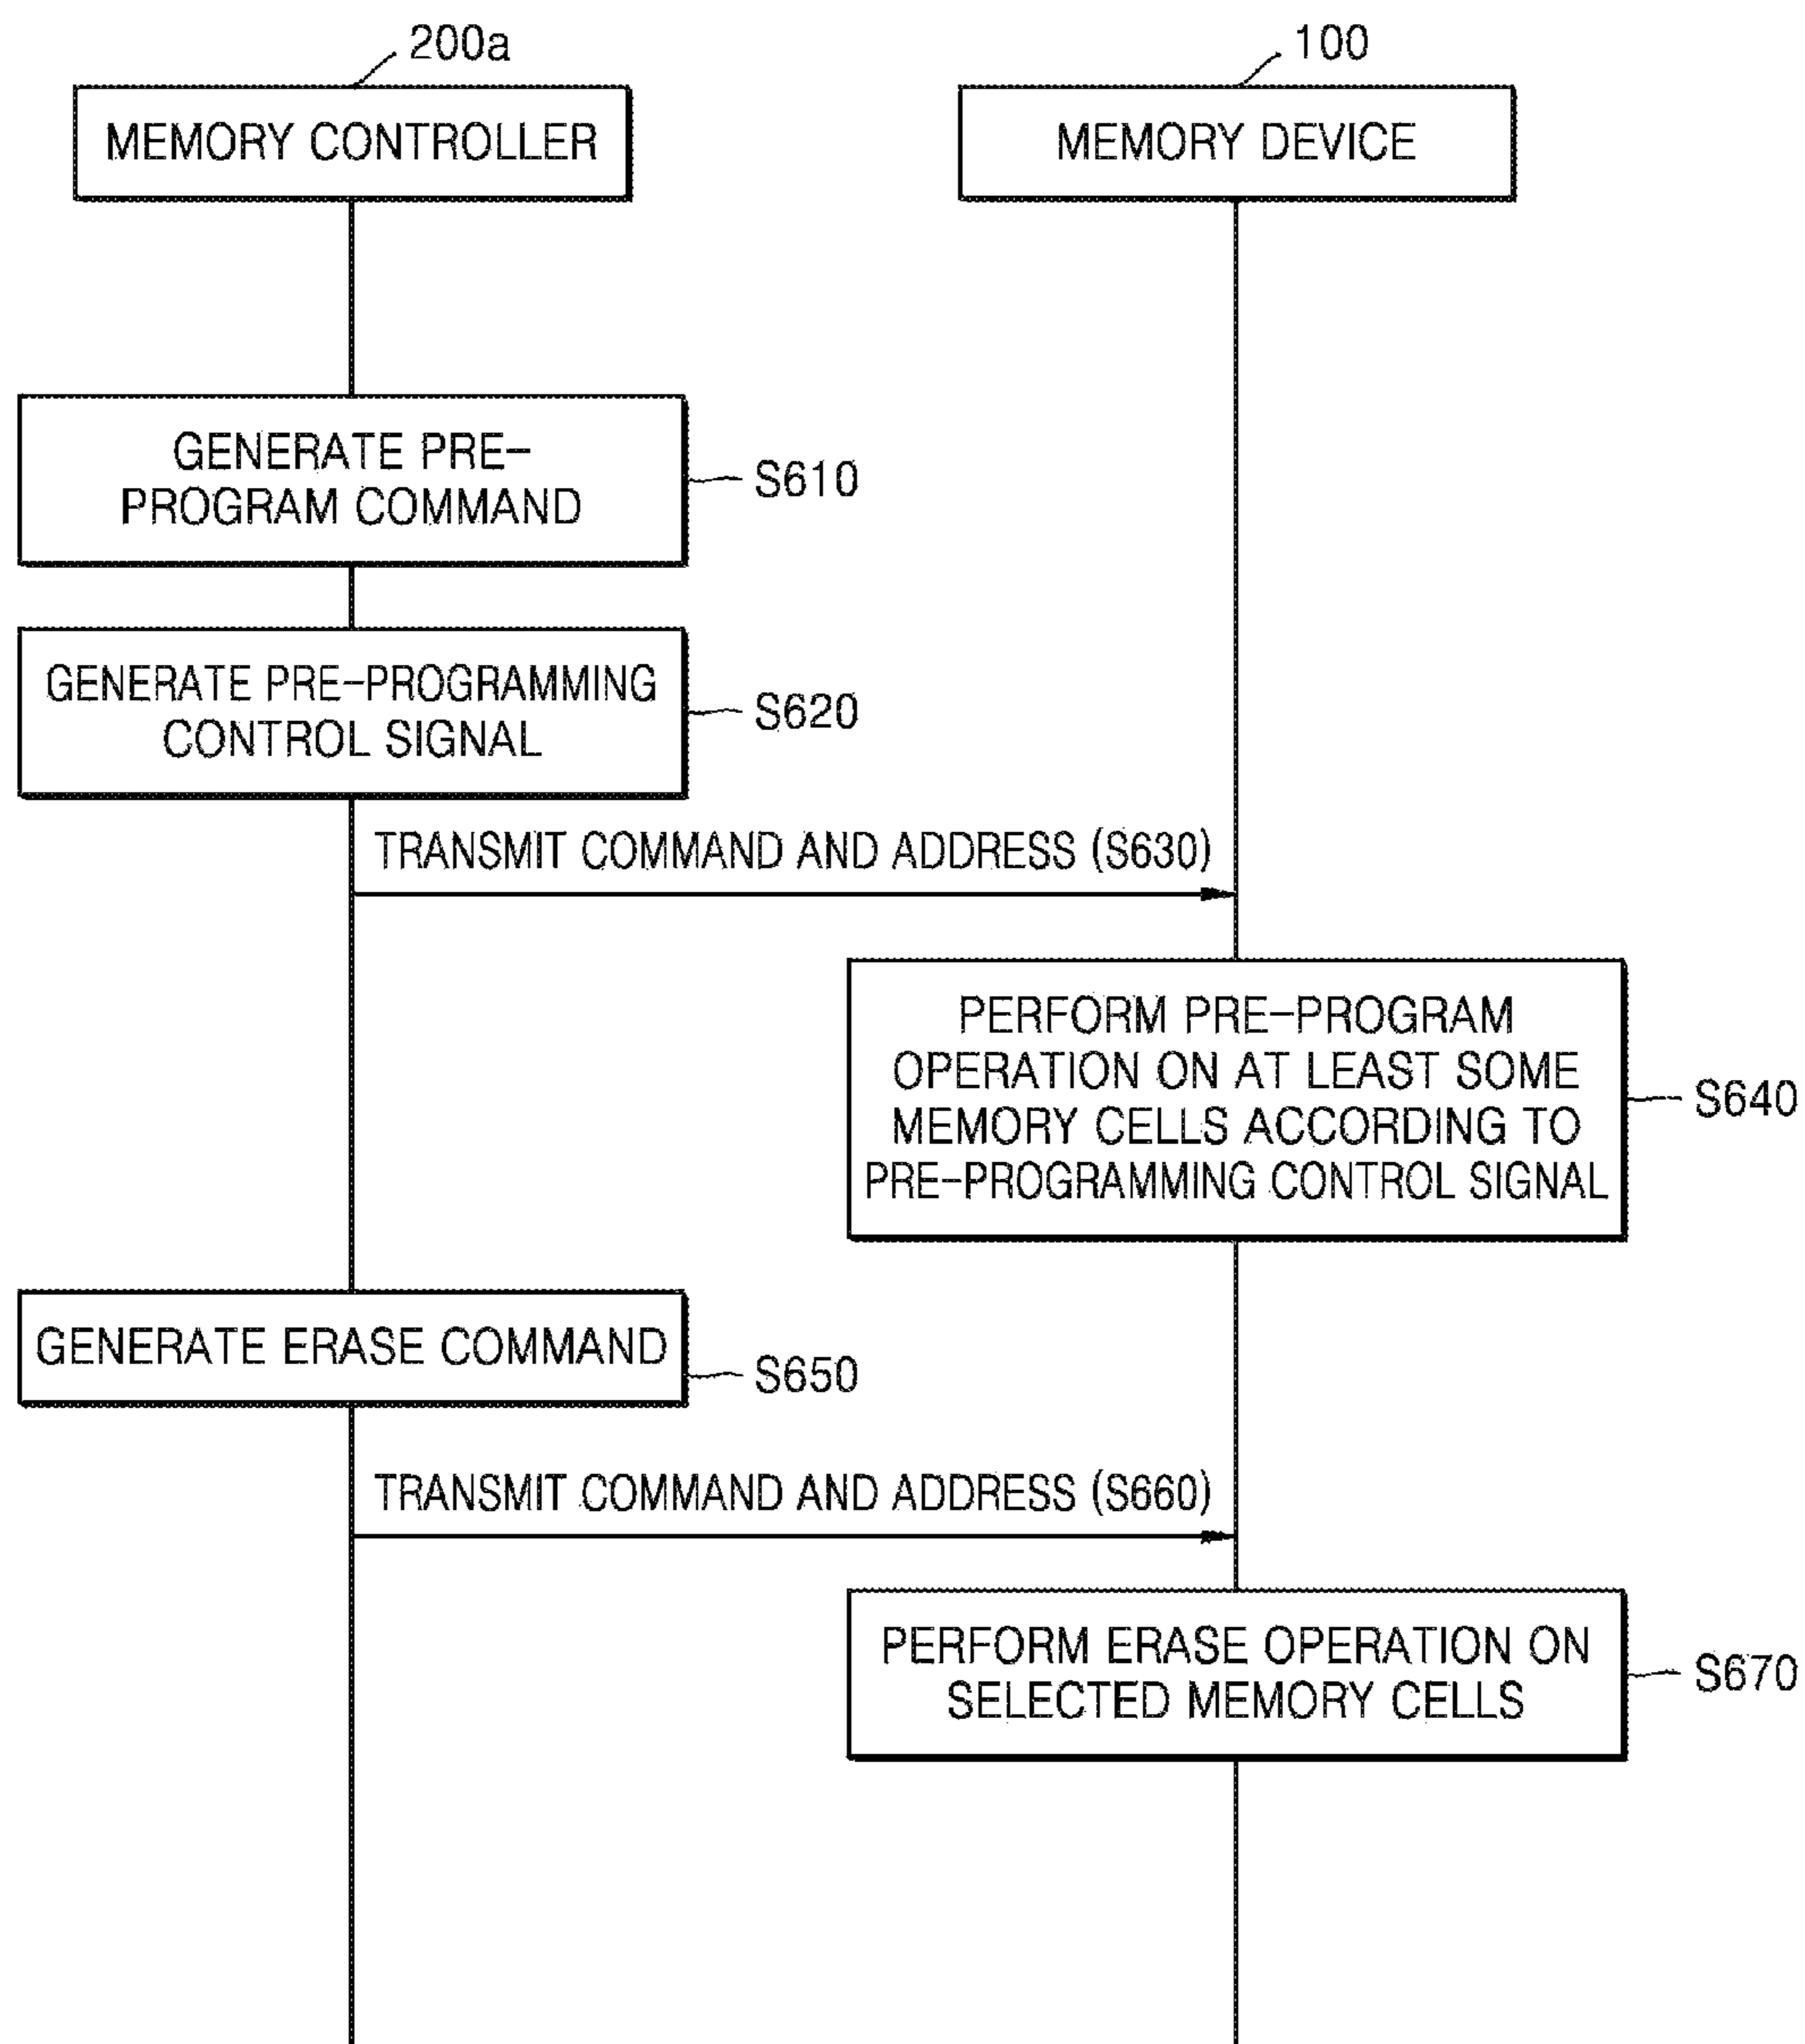 200a
100
MEMORY CONTROLLER
MEMORY DEVICE
GENERATE PRE-
PROGRAM COMMAND
S610
GENERATE PRE-PROGRAMMING
CONTROL SIGNAL
S620
TRANSMIT COMMAND AND ADDRESS (S630)
PERFORM PRE-PROGRAM
OPERATION ON AT LEAST SOME
MEMORY CELLS ACCORDING TO
PRE-PROGRAMMING CONTROL SIGNAL
S640
GENERATE ERASE COMMAND
S650
TRANSMIT COMMAND AND ADDRESS (S660)
PERFORM ERASE OPERATION ON
SELECTED MEMORY CELLS
S670